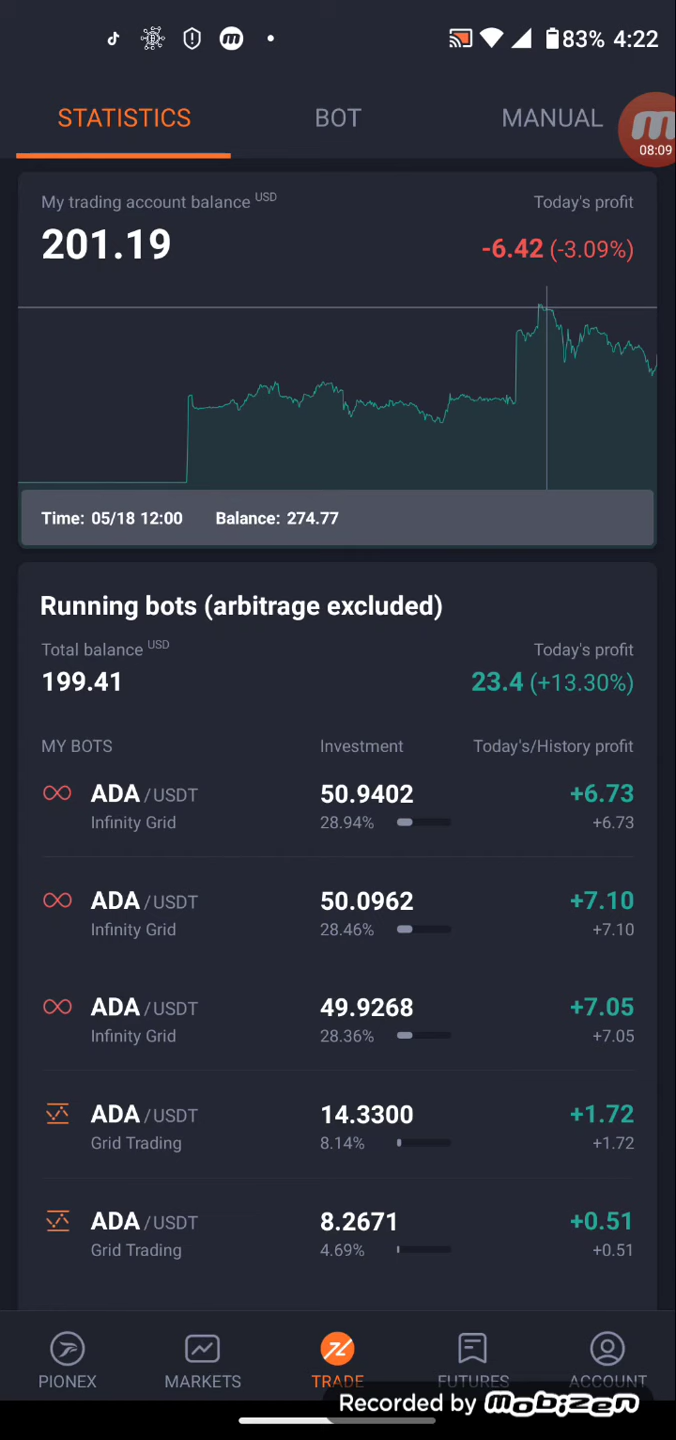 83% 4:22
STATISTICS BOT MANUAL
m
08:09
My trading account balance USD Today's profit
201.19 -6.42 (-3.09%)
Time: 05/18 12:00 Balance: 274.77
Running bots (arbitrage excluded)
Total balance USD Today's profit
199.41 23.4 (+13.30%)
MY BOTS Investment Today's/History profit
ADA /USDT 50.9402 +6.73
Infinity Grid 28.94% +6.73
ADA /USDT 50.0962 +7.10
Infinity Grid 28.46% +7.10
ADA /USDT 49.9268 +7.05
Infinity Grid 28.36% +7.05
ADA /USDT 14.3300 +1.72
Grid Trading 8.14% +1.72
ADA /USDT 8.2671 +0.51
Grid Trading 4.69% +0.51
PIONEX MARKETS TRADE FUTURES ACCOUNT
Recorded by mobizen